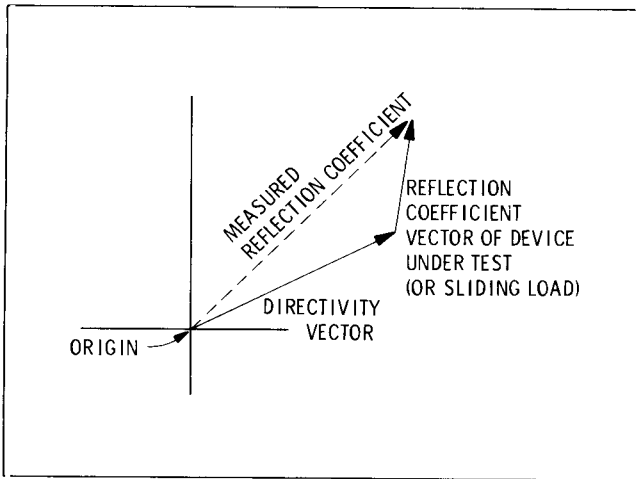 MEASURED
REFLECTION COEFFICIENT
REFLECTION
COEFFICIENT
VECTOR OF DEVICE
UNDER TEST
(OR SLIDING LOAD)
DIRECTIVITY
VECTOR
ORIGIN